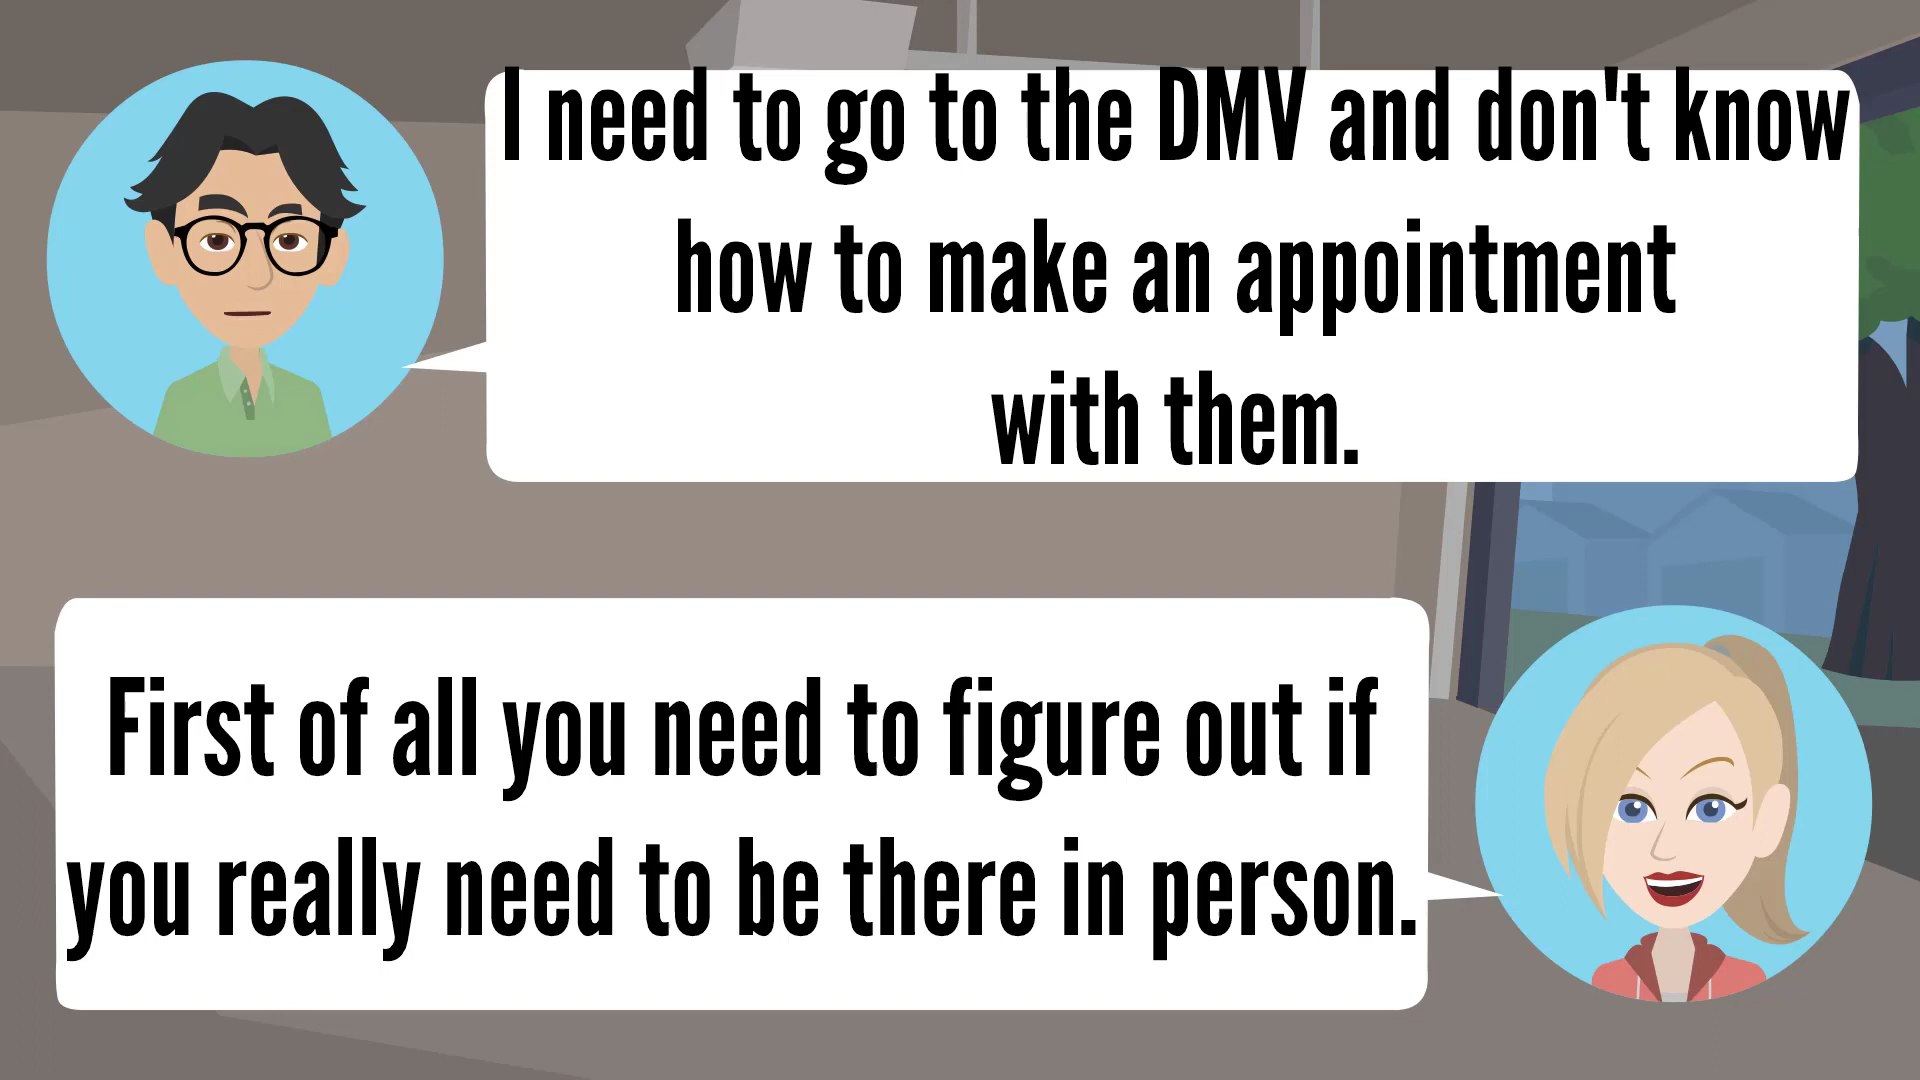 I need to go to the DMV and don't know
how to make an appointment
with them.
First of all you need to figure out if
you really need to be there in person.